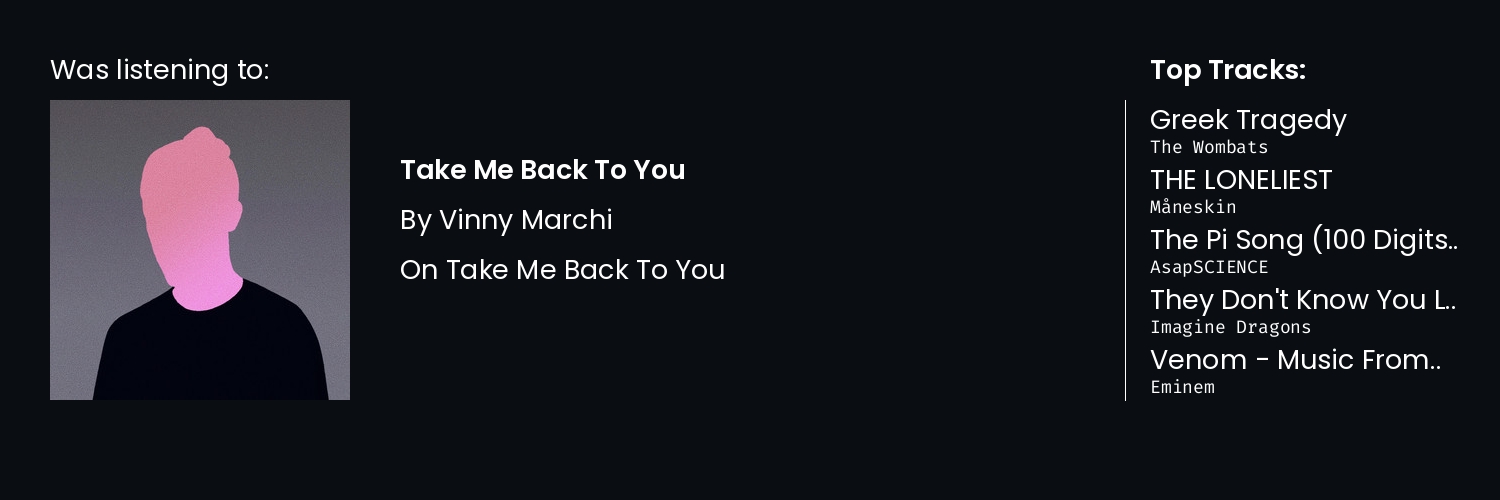 Was listening to:
Take Me Back To You
By Vinny Marchi
On Take Me Back To You
Top Tracks:
Greek Tragedy
The Wombats
THE LONELIEST
Måneskin
The Pi Song (100 Digits..
AsapSCIENCE
They Don't Know You L..
Imagine Dragons
Venom - Music From..
Eminem